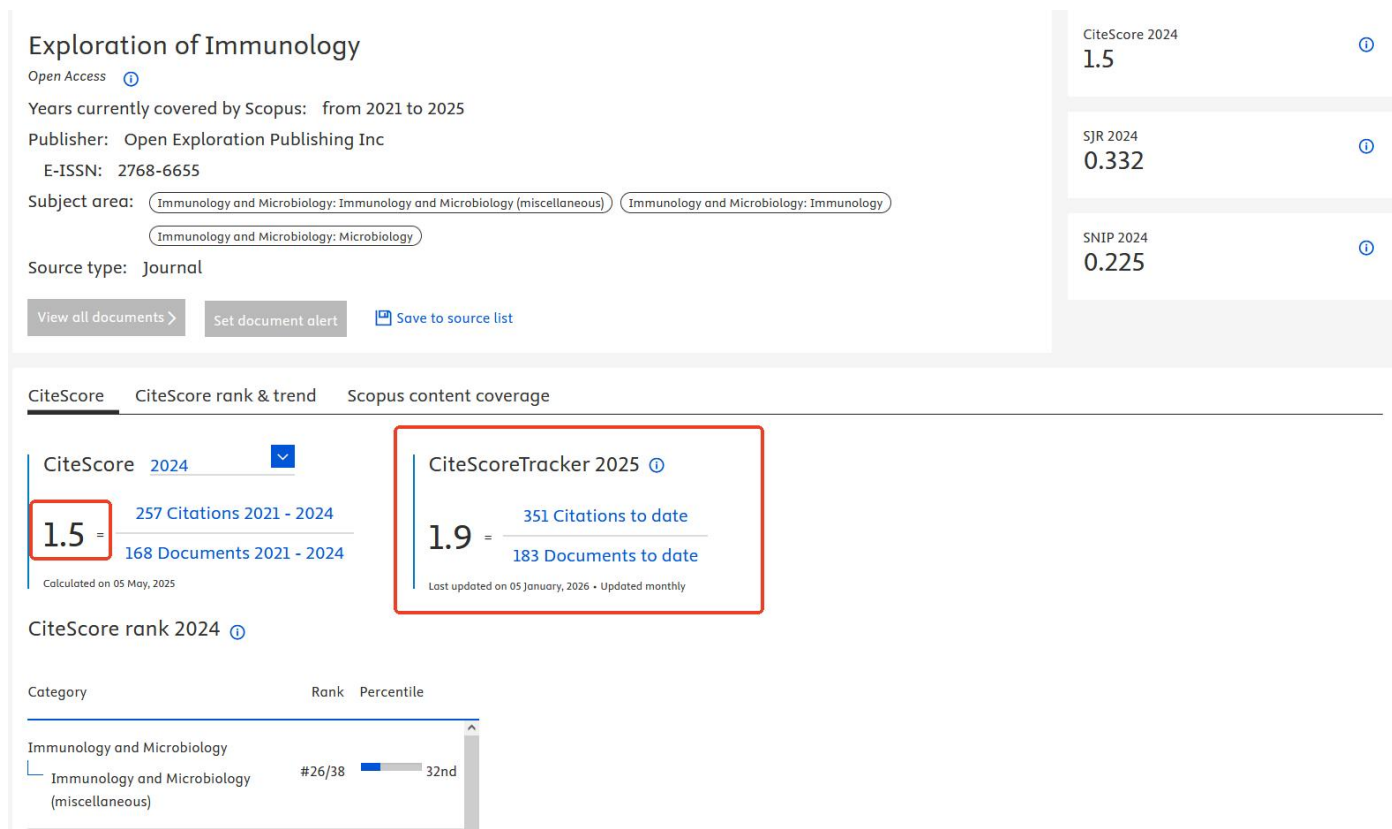 Exploration of Immunology
Open Access
Years currently covered by Scopus: from 2021 to 2025
Publisher: Open Exploration Publishing Inc
E-ISSN: 2768-6655
Subject area: Immunology and Microbiology: Immunology and Microbiology (miscellaneous) Immunology and Microbiology: Immunology
Immunology and Microbiology: Microbiology
Source type: Journal
View all documents >
Set document alert
Save to source list
CiteScore 2024
1.5
SJR 2024
0.332
SNIP 2024
0.225
CiteScore CiteScore rank & trend Scopus content coverage
CiteScore 2024
1.5 =
257 Citations 2021 - 2024
168 Documents 2021 - 2024
Calculated on 05 May, 2025
CiteScoreTracker 2025
1.9 =
351 Citations to date
183 Documents to date
Last updated on 05 January, 2026 • Updated monthly
CiteScore rank 2024
Category Rank Percentile
Immunology and Microbiology
Immunology and Microbiology
(miscellaneous)
#26/38 32nd